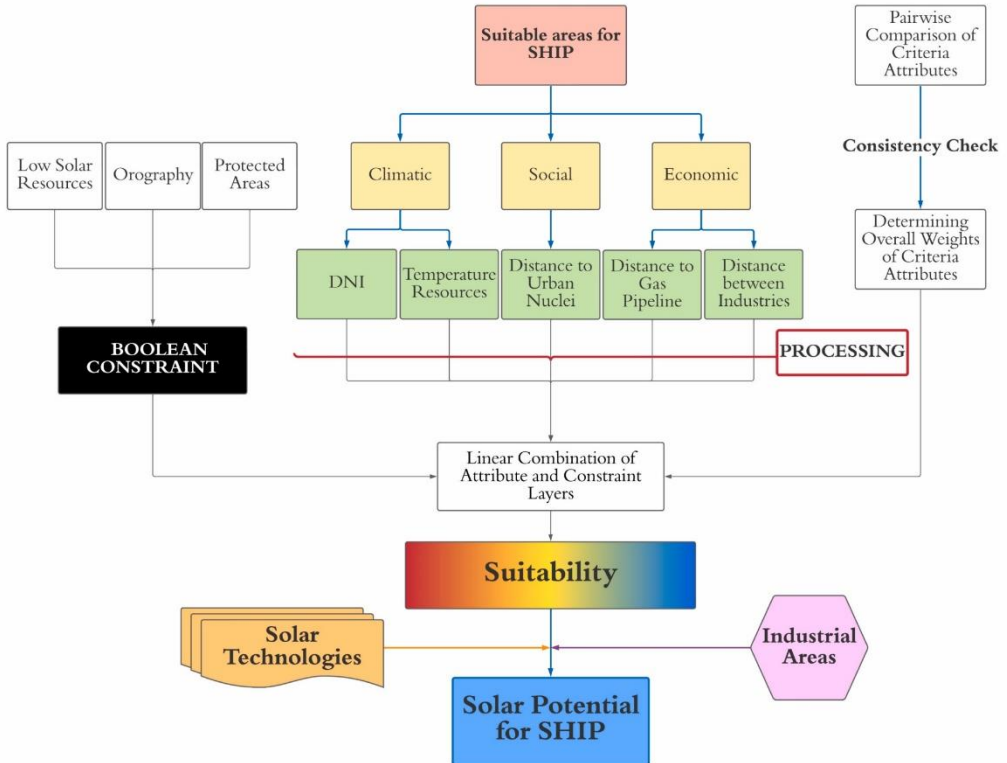 Suitable areas for
SHIP
Pairwise
Comparison of
Criteria
Attributes
Consistency Check
Low Solar
Resources
Orography
Protected
Areas
Climatic
Social
Economic
Determining
Overall Weights
of Criteria
Attributes
DNI
Temperature
Resources
Distance to
Urban
Nuclei
Distance to
Gas
Pipeline
Distance
between
Industries
BOOLEAN
CONSTRAINT
PROCESSING
Linear Combination of
Attribute and Constraint
Layers
Suitability
Solar
Technologies
Industrial
Areas
Solar Potential
for SHIP